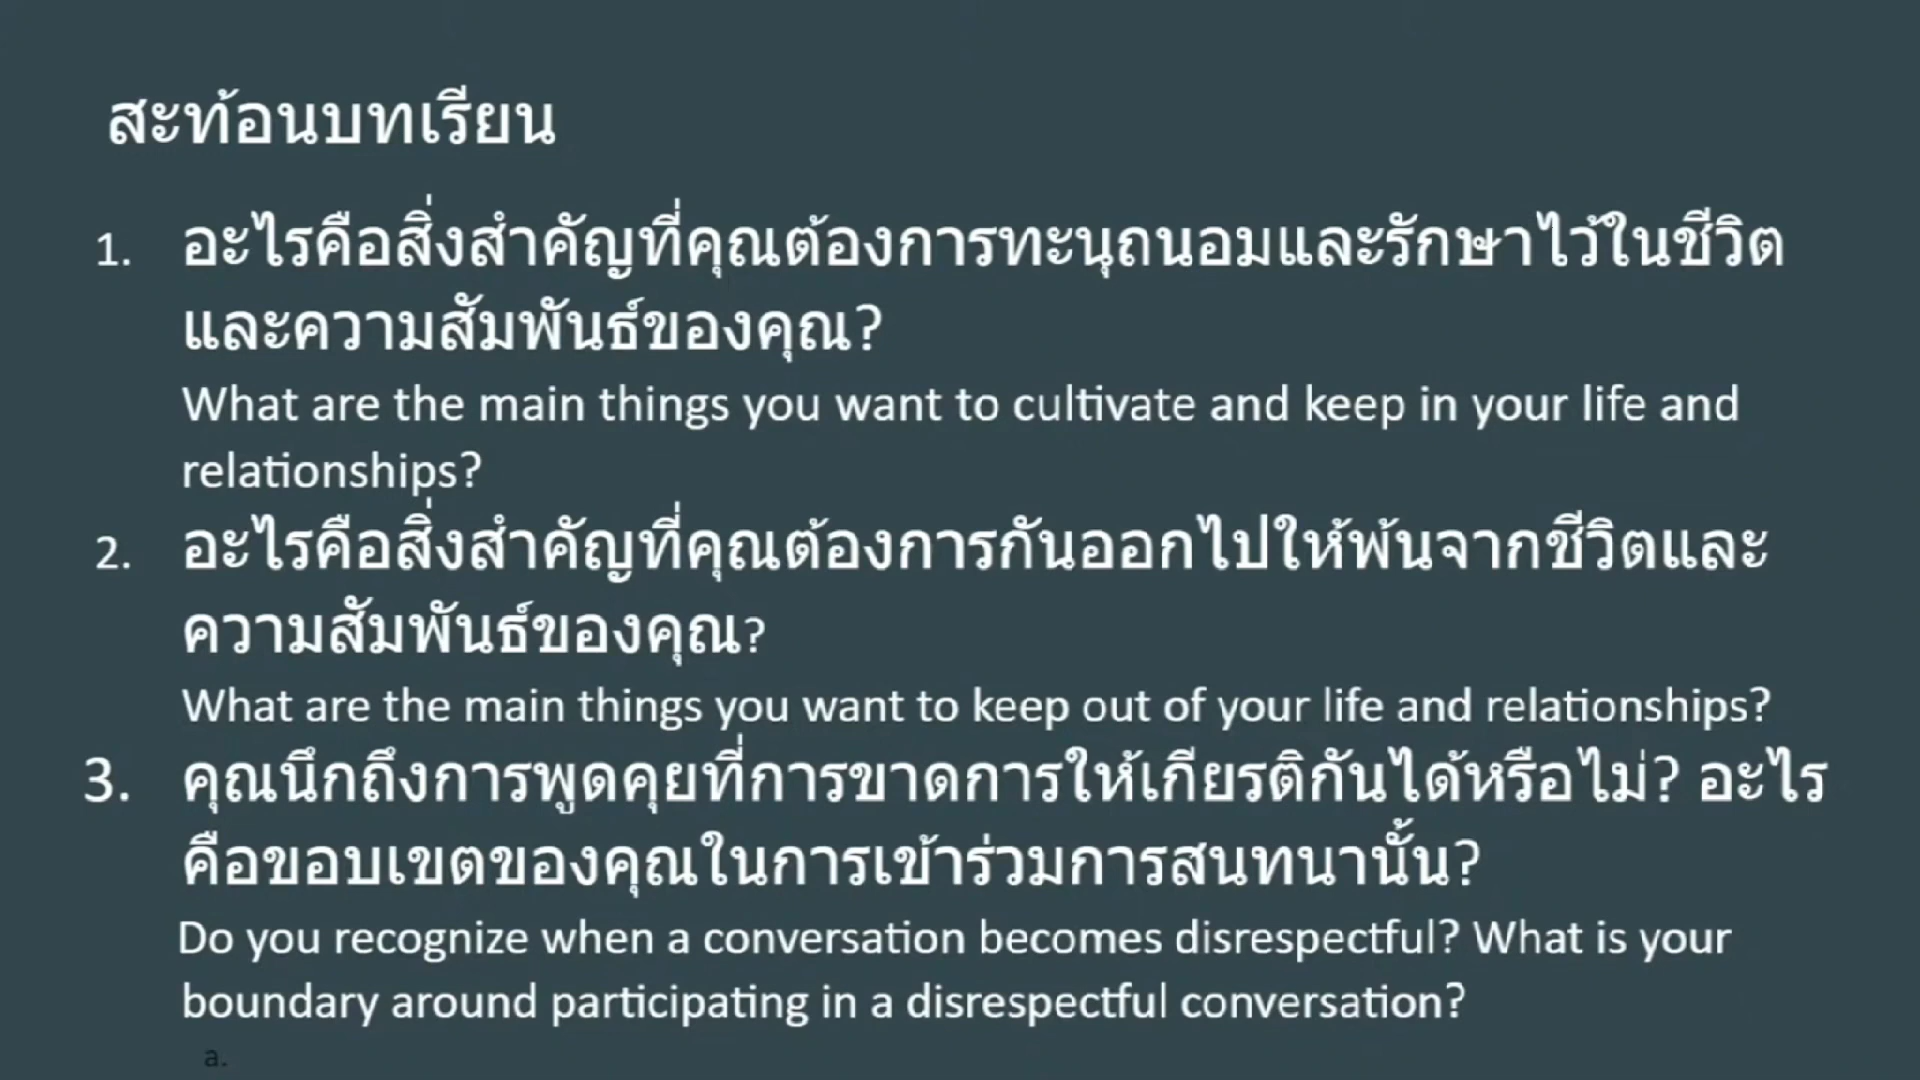 สะท้อนบทเรียน
1. อะไรคือสิ่งสำคัญที่คุณต้องการทะนุถนอมและรักษาไว้ในชีวิต
และความสัมพันธ์ของคุณ?
What are the main things you want to cultivate and keep in your life and
relationships?
2. อะไรคือสิ่งสำคัญที่คุณต้องการกันออกไปให้พ้นจากชีวิตและ
ความสัมพันธ์ของคุณ?
What are the main things you want to keep out of your life and relationships?
3. คุณนึกถึงการพูดคุยที่การขาดการให้เกียรติกันได้หรือไม่? อะไร
คือขอบเขตของคุณในการเข้าร่วมการสนทนานั้น?
Do you recognize when a conversation becomes disrespectful? What is your
boundary around participating in a disrespectful conversation?
a.